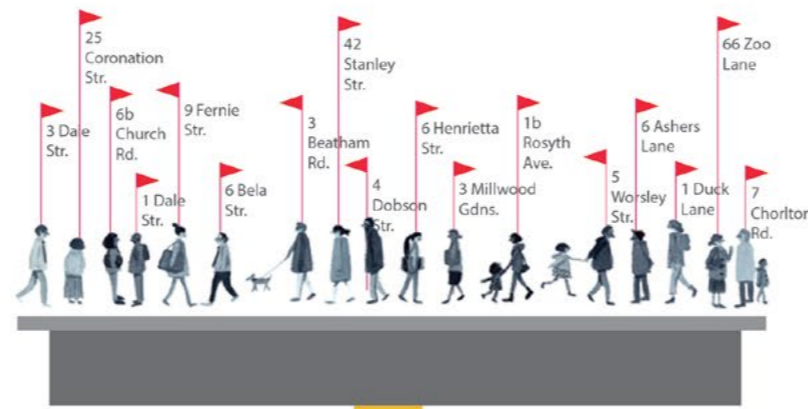 25
Coronation
Str.
42
Stanley
Str.
66 Zoo
Lane
3 Dale
Str.
6b
Church
Rd.
9 Fernie
Str.
3
Beatham
Rd.
6 Henrietta
Str.
1b
Rosyth
Ave.
6 Ashers
Lane
1 Dale
Str.
6 Bela
Str.
4
Dobson
Str.
3 Millwood
Gdns.
5
Worsley
Str.
1 Duck
Lane
7
Chorlton
Rd.